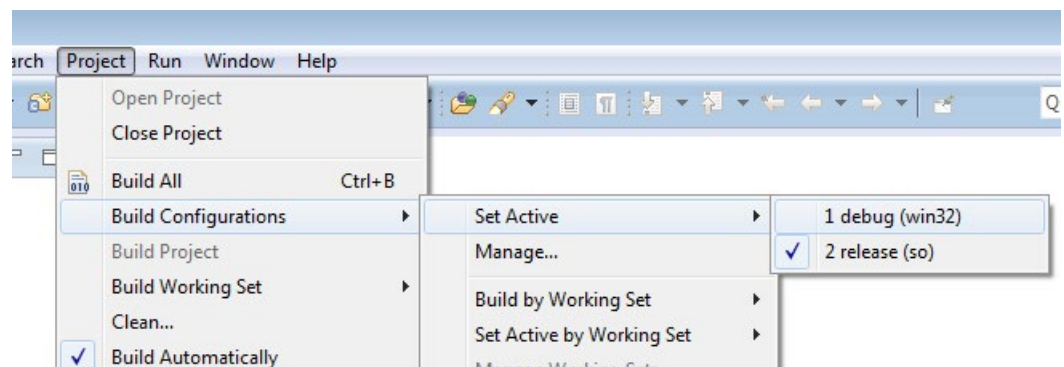 arch Project Run Window Help
Open Project
Q
Close Project
Build All Ctrl+B
Build Configurations
Set Active
1 debug (win32)
Build Project
Manage...
2 release (so)
Build Working Set
Build by Working Set
Clean...
Set Active by Working Set
Build Automatically